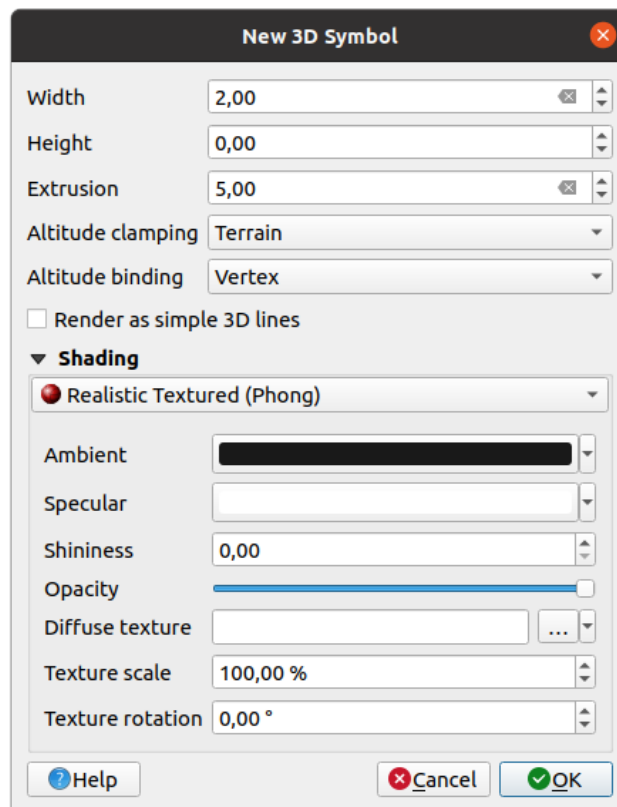 New 3D Symbol
Width 2,00
Height 0,00
Extrusion 5,00
Altitude clamping Terrain
Altitude binding Vertex
Render as simple 3D lines
Shading
Realistic Textured (Phong)
Ambient
Specular
Shininess 0,00
Opacity
Diffuse texture ...
Texture scale 100,00 %
Texture rotation 0,00 °
?Help Cancel OK